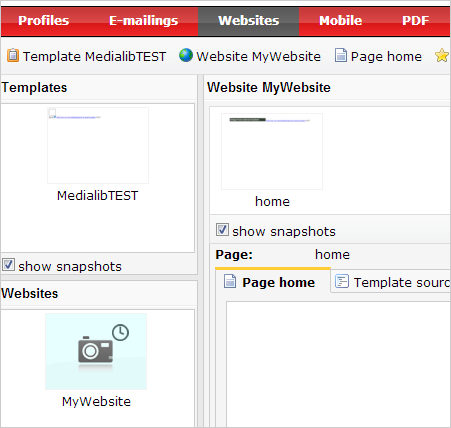 Profiles E-mailings Websites Mobile PDF
Template MedialibTEST Website MyWebsite Page home
Templates
MedialibTEST
show snapshots
Websites
MyWebsite
Website MyWebsite
home
show snapshots
Page: home
Page home Template sourc